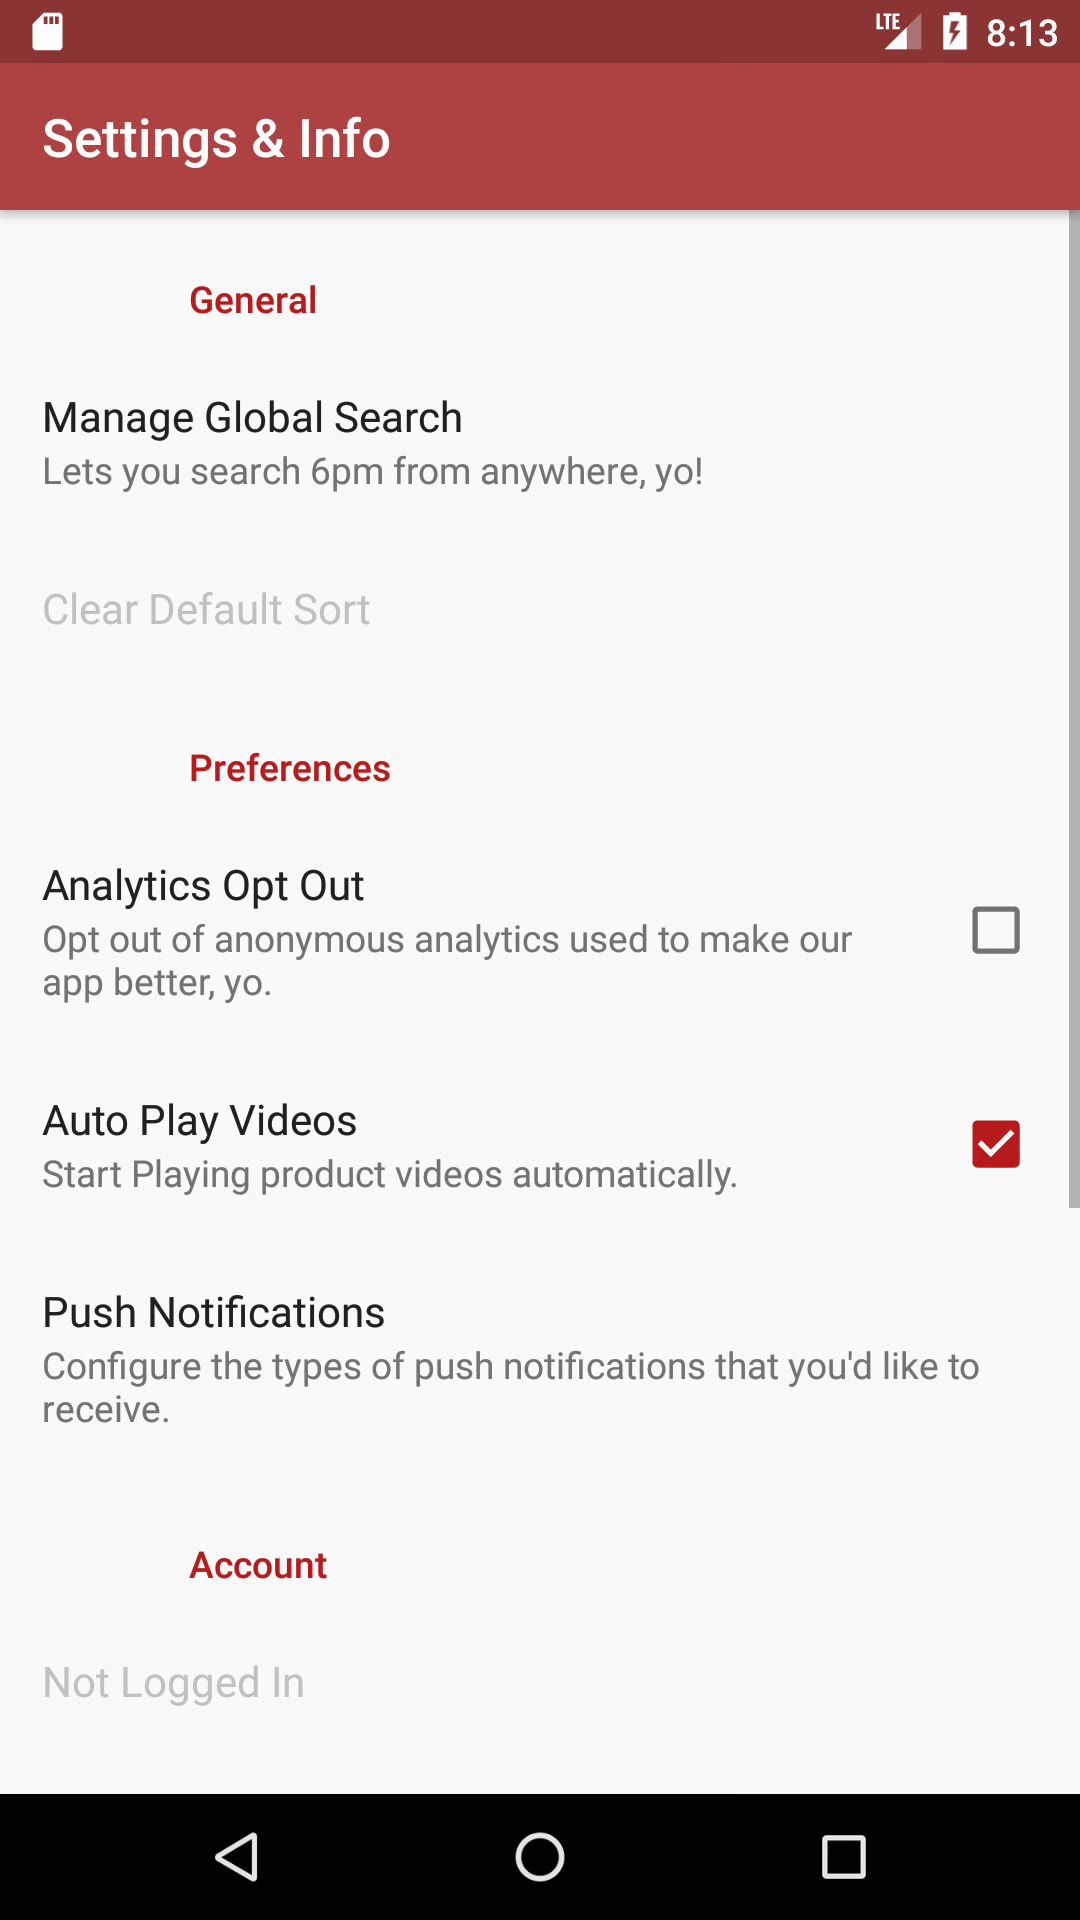 LTE 8:13
Settings & Info
General
Manage Global Search
Lets you search 6pm from anywhere, yo!
Clear Default Sort
Preferences
Analytics Opt Out
Opt out of anonymous analytics used to make our
app better, yo.
Auto Play Videos
Start Playing product videos automatically.
Push Notifications
Configure the types of push notifications that you'd like to
receive.
Account
Not Logged In